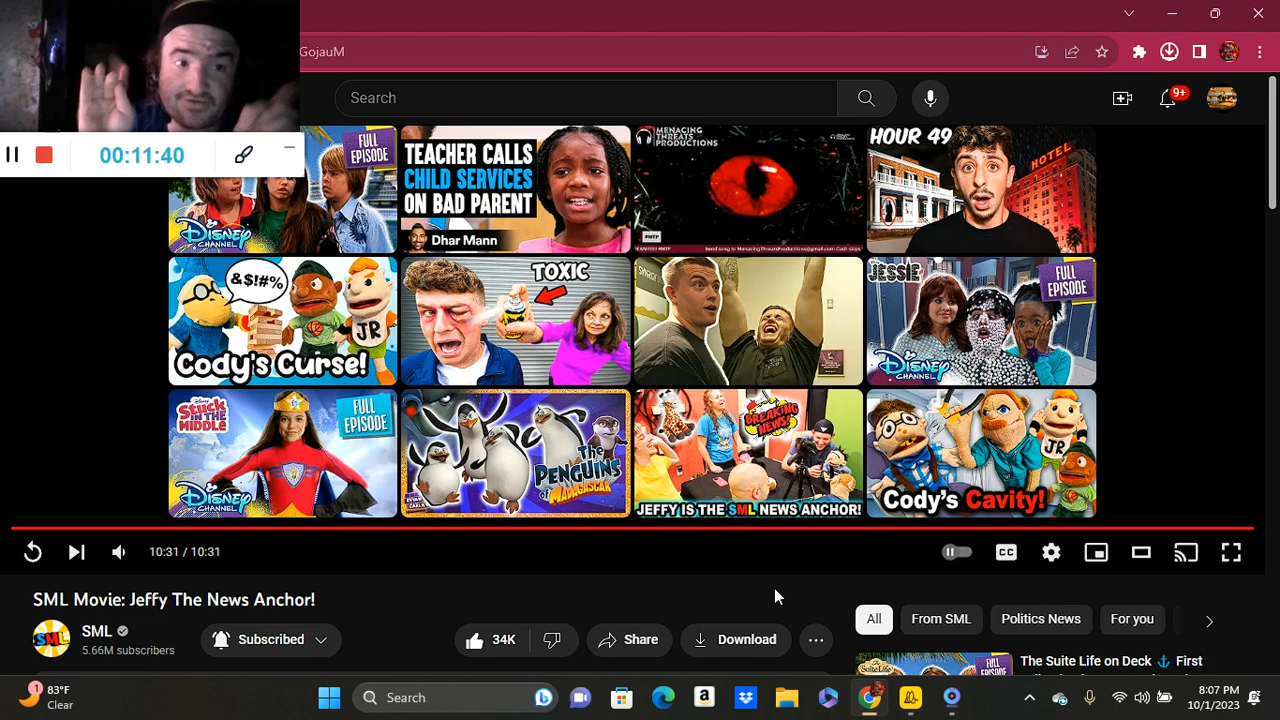 GojauM
Search
9+
00:11:40
FULL
EPISODE
Disney
CHANNEL
TEACHER CALLS
CHILD SERVICES
ON BAD PARENT
Dhar Mann
MENACING
THREATS
PRODUCTIONS
HOUR 49
HOTEL
&$!#%
JR
Cody's Curse!
TOXIC
JESSIE
FULL
EPISODE
Disney
CHANNEL
STUCK
IN THE
MIDDLE
FULL
EPISODE
Disney
CHANNEL
THE
PENGUINS
OF MADAGASCAR
BREAKING
NEWS!
JEFFY IS THE SML NEWS ANCHOR!
JR
Cody's Cavity!
10:31 / 10:31
CC
SML Movie: Jeffy The News Anchor!
SML
SML
5.66M subscribers
Subscribed
34K
Share
Download
All
From SML
Politics News
For you
The Suite Life on Deck ⚓ First
1
83°F
Clear
Search
8:07 PM
10/1/2023